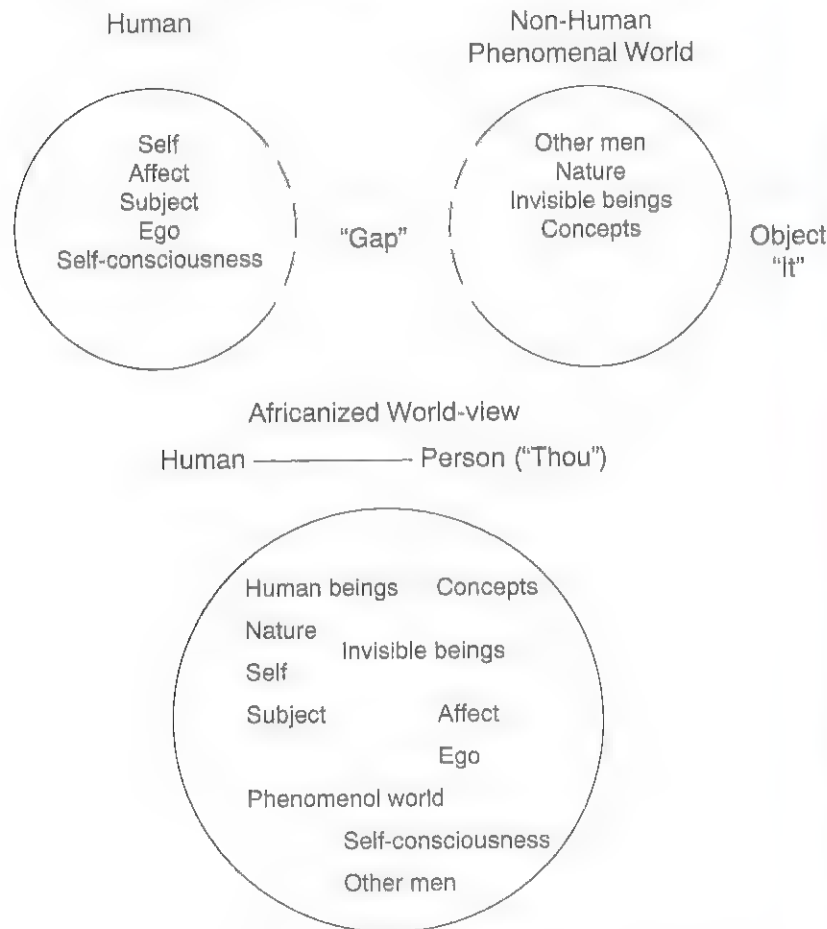 Human
Non-Human
Phenomenal World
Self
Affect
Subject
Ego
Self-consciousness
"Gap"
Other men
Nature
Invisible beings
Concepts
Object
"It"
Africanized World-view
Human Person ("Thou")
Human beings Concepts
Nature
Invisible beings
Self
Subject Affect
Ego
Phenomenol world
Self-consciousness
Other men